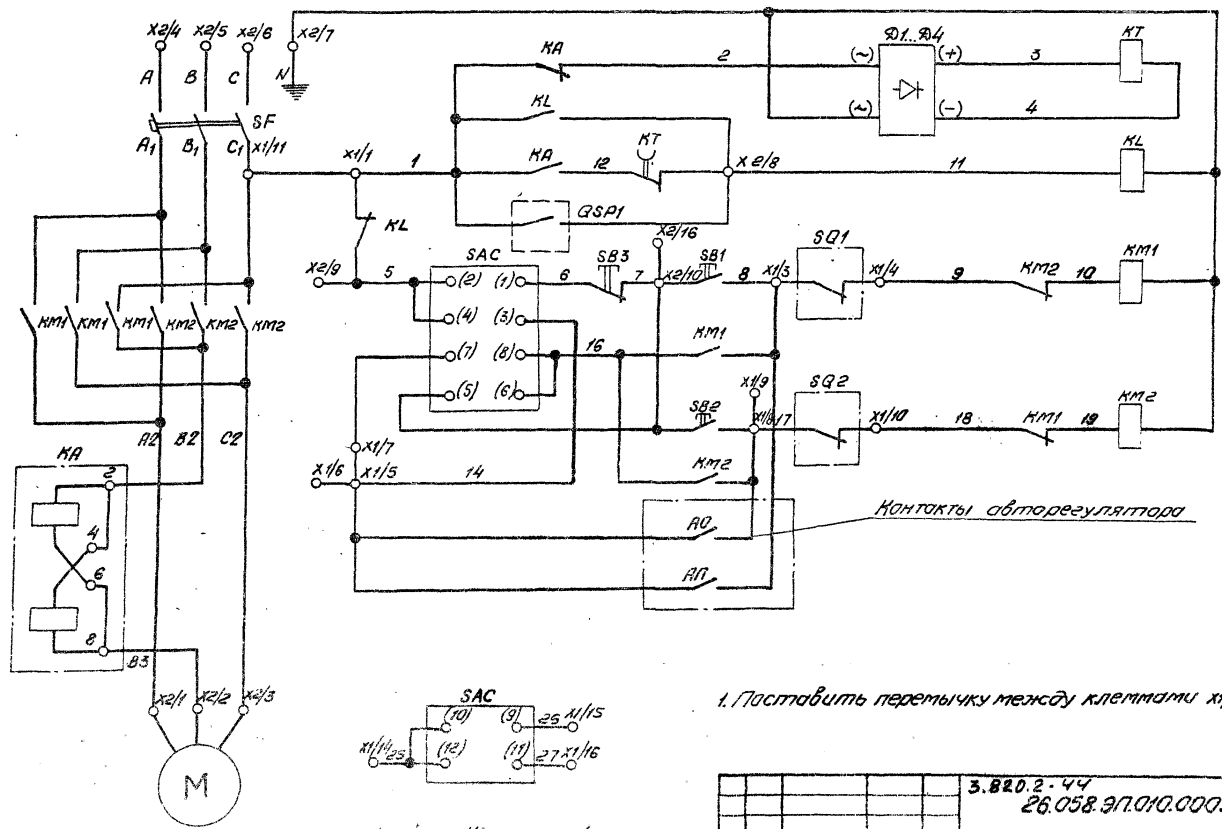 X2/4 X2/5 X2/6 X2/7
A B C N
SF
A1 B1 C1 X1/11
KA 2 (~) Д1...Д4 (+) 3 KT
(~) (-) 4
KL
X1/1 1 KA 12 KT X2/8 11 KL
QSP1
KL
X2/16
X2/9 5 SAC
(2) (1) 6 SB3 7 X2/10 SB1 8 X1/3 SQ1 X1/4 9 KM2 10 KM1
(4) (3)
KM1 KM1 KM1 KM2 KM2 KM2
(7) (8) 16 KM1
(5) (6)
X1/9
SB2 X1/8 17 SQ2 X1/10 18 KM1 19 KM2
A2 B2 C2
X1/7
X1/6 X1/5 14
KM2
KA
2
4
6
8
B3
Контакты авторегулятора
АО
АП
X2/1 X2/2 X2/3
M
SAC
(10) (9) 26 X1/15
X1/14 25 (12) (11) 27 X1/16
1. Поставить перемычку между клеммами
3.820.2-44
26.058.ЭП.010.000